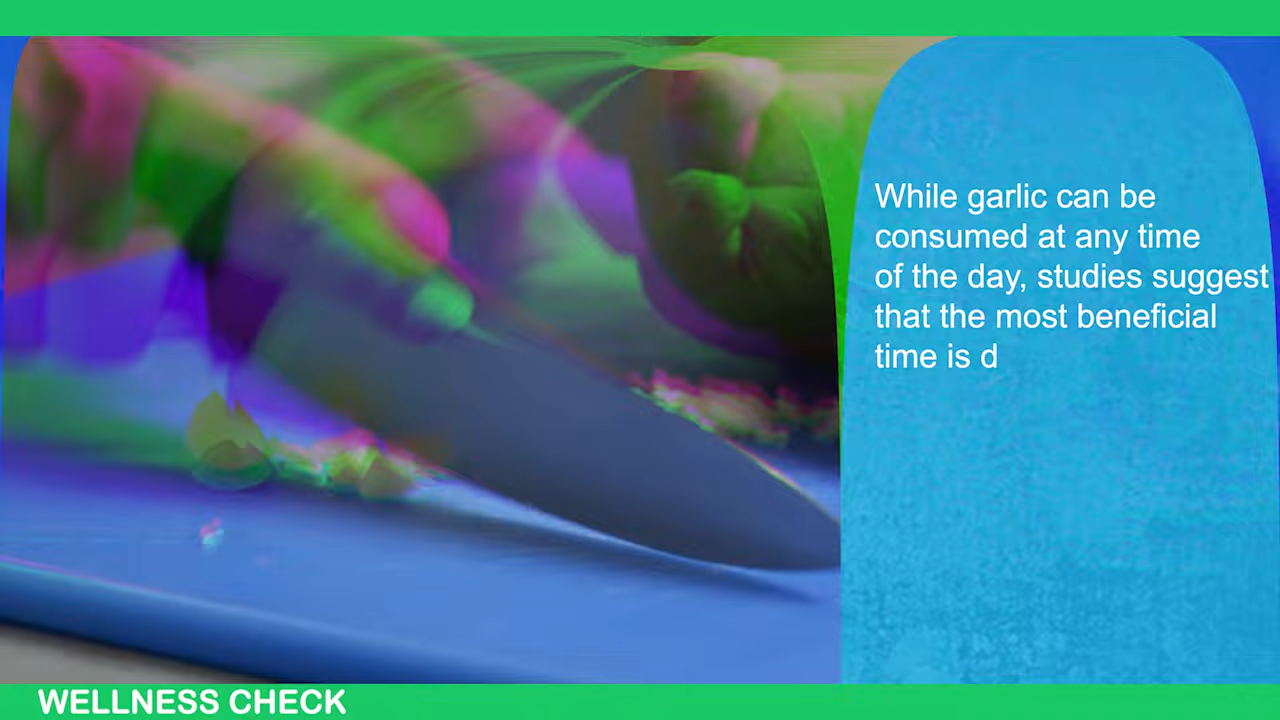 While garlic can be
consumed at any time
of the day, studies suggest
that the most beneficial
time is d
WELLNESS CHECK